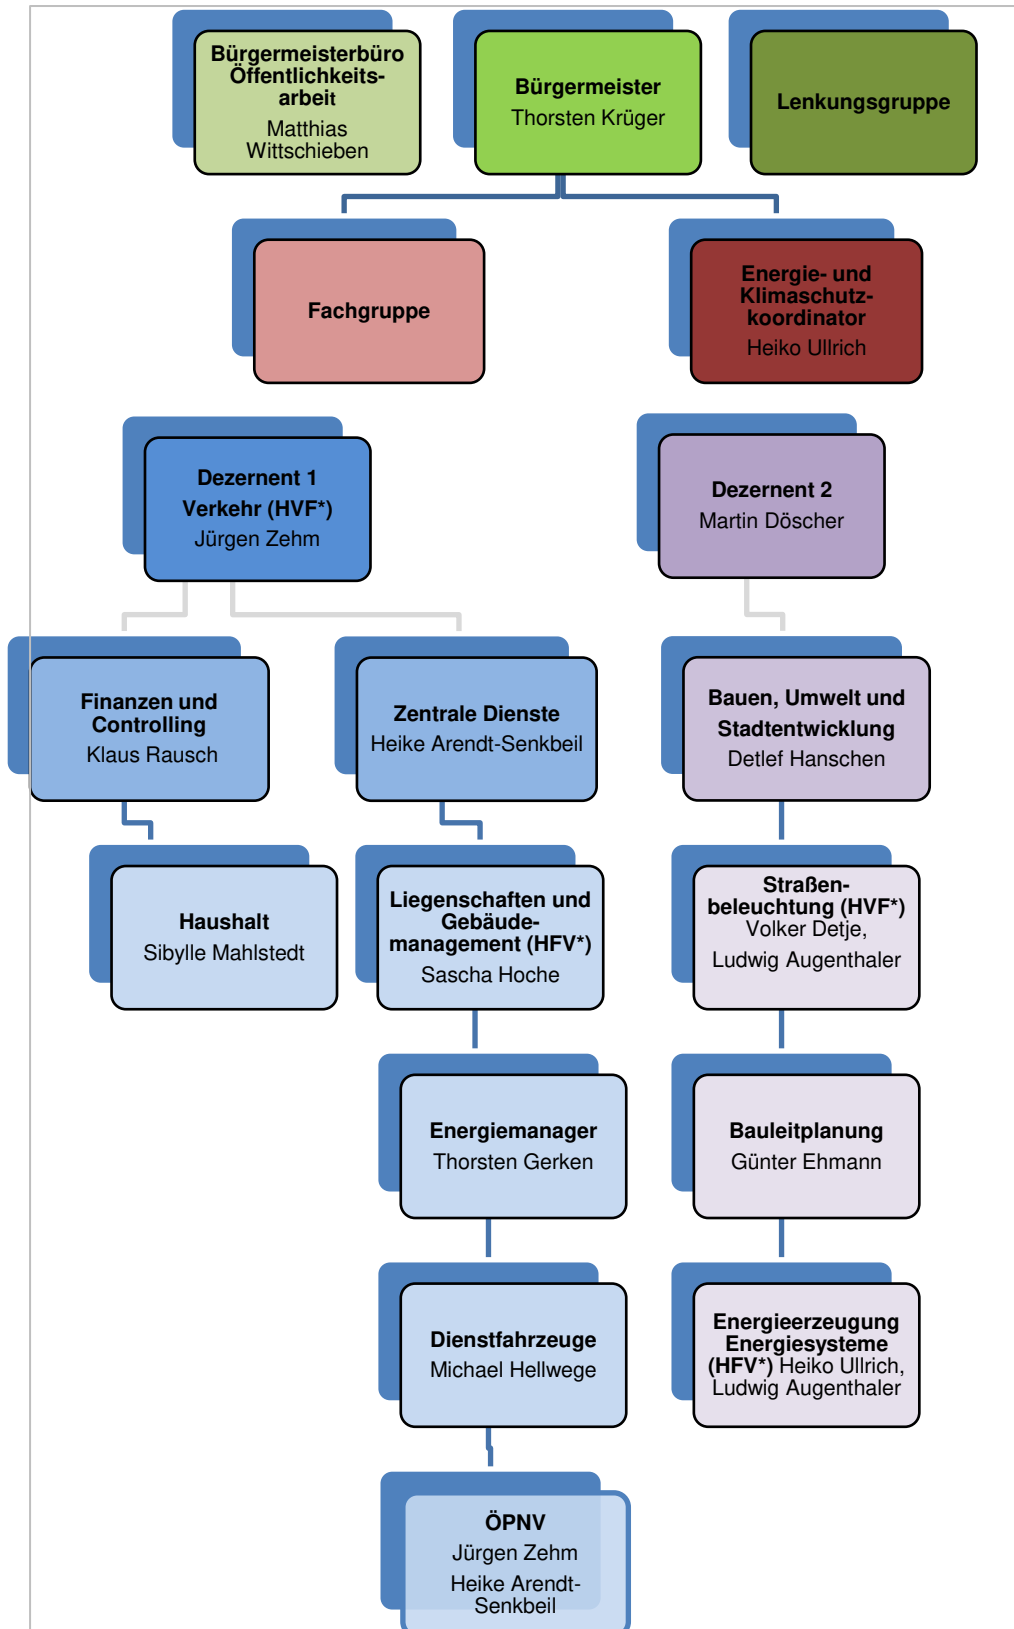 Bürgermeisterbüro
Öffentlichkeits-
arbeit
Matthias
Wittschieben
Bürgermeister
Thorsten Krüger
Lenkungsgruppe
Fachgruppe
Energie- und
Klimaschutz-
koordinator
Heiko Ullrich
Dezernent 1
Verkehr (HVF*)
Jürgen Zehm
Dezernent 2
Martin Döscher
Finanzen und
Controlling
Klaus Rausch
Zentrale Dienste
Heike Arendt-Senkbeil
Bauen, Umwelt und
Stadtentwicklung
Detlef Hanschen
Haushalt
Sibylle Mahlstedt
Liegenschaften und
Gebäude-
management (HFV*)
Sascha Hoche
Straßen-
beleuchtung (HVF*)
Volker Detje,
Ludwig Augenthaler
Energiemanager
Thorsten Gerken
Bauleitplanung
Günter Ehmann
Dienstfahrzeuge
Michael Hellwege
Energieerzeugung
Energiesysteme
(HFV*) Heiko Ullrich,
Ludwig Augenthaler
ÖPNV
Jürgen Zehm
Heike Arendt-
Senkbeil